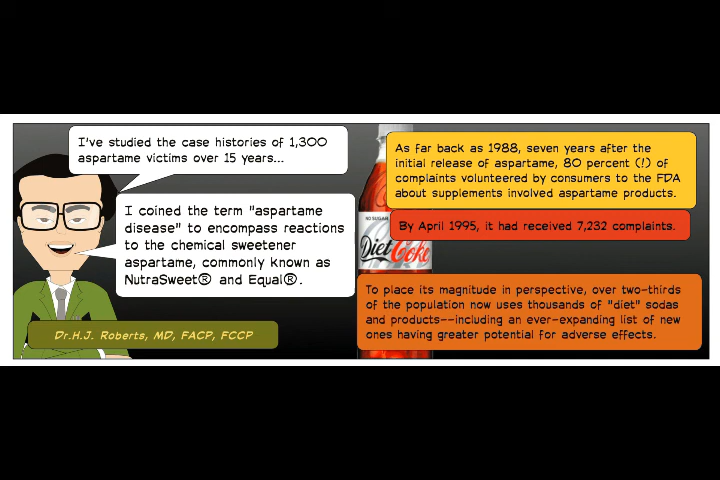 I've studied the case histories of 1,300
aspartame victims over 15 years...
I coined the term "aspartame
disease" to encompass reactions
to the chemical sweetener
aspartame, commonly known as
NutraSweet® and Equal®.
Dr.H.J. Roberts, MD, FACP, FCCP
As far back as 1988, seven years after the
initial release of aspartame, 80 percent (!) of
complaints volunteered by consumers to the FDA
about supplements involved aspartame products.
By April 1995, it had received 7,232 complaints.
NO SUGAR
Diet Coke
To place its magnitude in perspective, over two-thirds
of the population now uses thousands of "diet" sodas
and products--including an ever-expanding list of new
ones having greater potential for adverse effects.